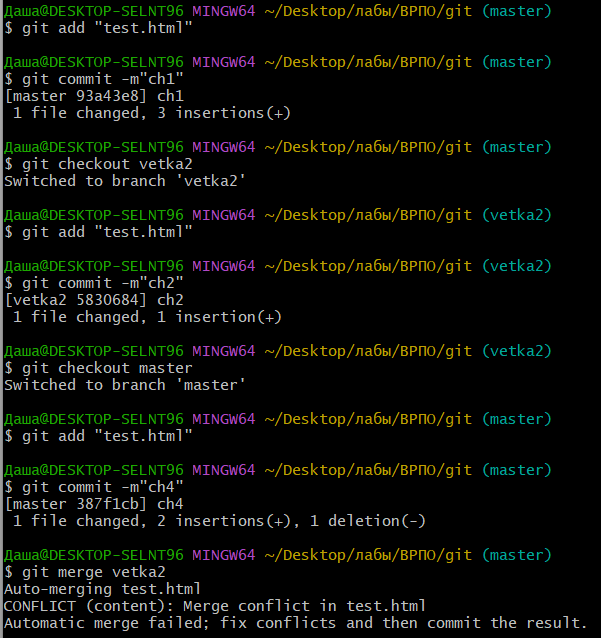 Даша@DESKTOP-SELNT96 MINGW64 ~/Desktop/лабы/ВРПО/git (master)
$ git add "test.html"
Даша@DESKTOP-SELNT96 MINGW64 ~/Desktop/лабы/ВРПО/git (master)
$ git commit -m"ch1"
[master 93a43e8] ch1
 1 file changed, 3 insertions(+)
Даша@DESKTOP-SELNT96 MINGW64 ~/Desktop/лабы/ВРПО/git (master)
$ git checkout vetka2
Switched to branch 'vetka2'
Даша@DESKTOP-SELNT96 MINGW64 ~/Desktop/лабы/ВРПО/git (vetka2)
$ git add "test.html"
Даша@DESKTOP-SELNT96 MINGW64 ~/Desktop/лабы/ВРПО/git (vetka2)
$ git commit -m"ch2"
[vetka2 5830684] ch2
 1 file changed, 1 insertion(+)
Даша@DESKTOP-SELNT96 MINGW64 ~/Desktop/лабы/ВРПО/git (vetka2)
$ git checkout master
Switched to branch 'master'
Даша@DESKTOP-SELNT96 MINGW64 ~/Desktop/лабы/ВРПО/git (master)
$ git add "test.html"
Даша@DESKTOP-SELNT96 MINGW64 ~/Desktop/лабы/ВРПО/git (master)
$ git commit -m"ch4"
[master 387f1cb] ch4
 1 file changed, 2 insertions(+), 1 deletion(-)
Даша@DESKTOP-SELNT96 MINGW64 ~/Desktop/лабы/ВРПО/git (master)
$ git merge vetka2
Auto-merging test.html
CONFLICT (content): Merge conflict in test.html
Automatic merge failed; fix conflicts and then commit the result.